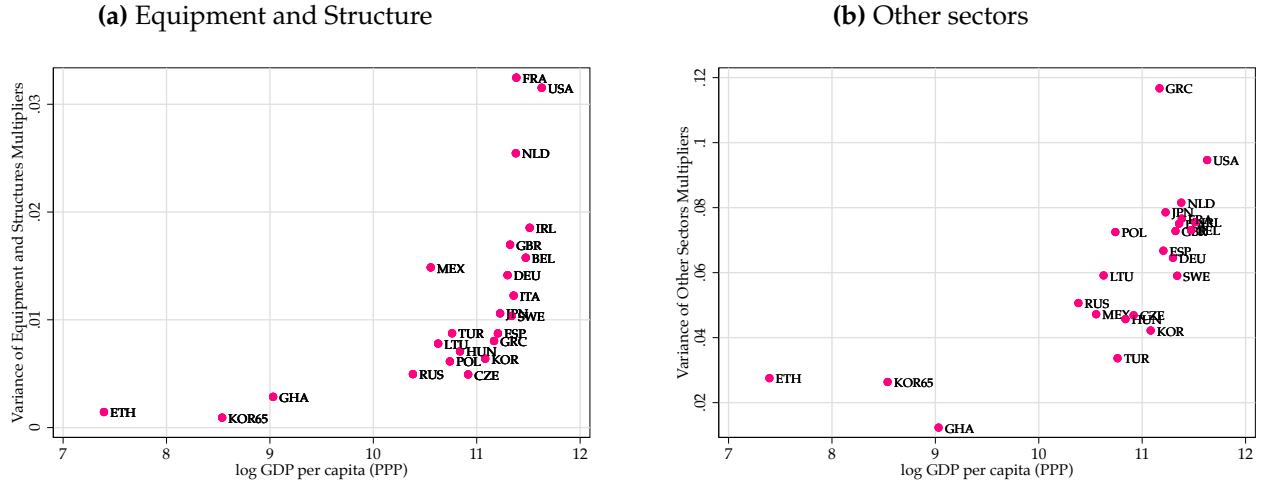 (a) Equipment and Structure
Variance of Equipment and Structures Multipliers
.03
.02
.01
0
FRA
USA
NLD
IRL
GBR
BEL
MEX
DEU
ITA
JPN
SWE
TUR
ESP
LTU
GRC
HUN
KOR
POL
RUS
CZE
GHA
ETH
KOR65
7 8 9 10 11 12
log GDP per capita (PPP)
(b) Other sectors
Variance of Other Sectors Multipliers
.12
.1
.08
.06
.04
.02
GRC
USA
NLD
JPN
FRA
IRL
BEL
GBR
POL
ESP
DEU
LTU
SWE
RUS
MEX
CZE
HUN
KOR
TUR
ETH
KOR65
GHA
7 8 9 10 11 12
log GDP per capita (PPP)